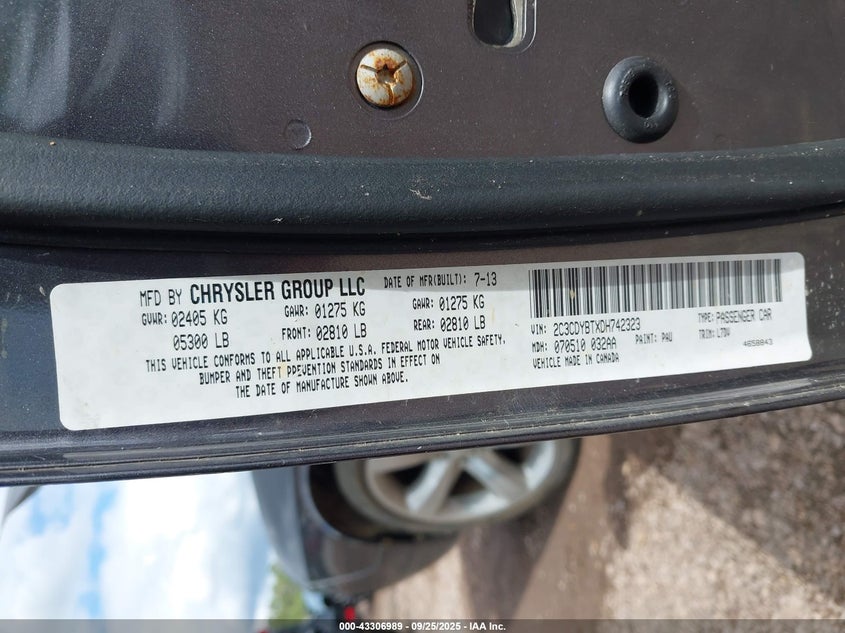 MFD BY CHRYSLER GROUP LLC
DATE OF MFR(BUILT): 7-13
GVWR: 02405 KG
GAWR: 01275 KG
GAWR: 01275 KG
05300 LB
FRONT: 02810 LB
REAR: 02810 LB
THIS VEHICLE CONFORMS TO ALL APPLICABLE U.S.A. FEDERAL MOTOR VEHICLE SAFETY,
BUMPER AND THEFT PREVENTION STANDARDS IN EFFECT ON
THE DATE OF MANUFACTURE SHOWN ABOVE.
VIN: 2C3CDYBTXDH742323
TYPE: PASSENGER CAR
MDH: 070510 032AA
PAINT: PAU
TRIM: L7DV
VEHICLE MADE IN CANADA
4658843
000-43306989 - 09/25/2025 - IAA Inc.